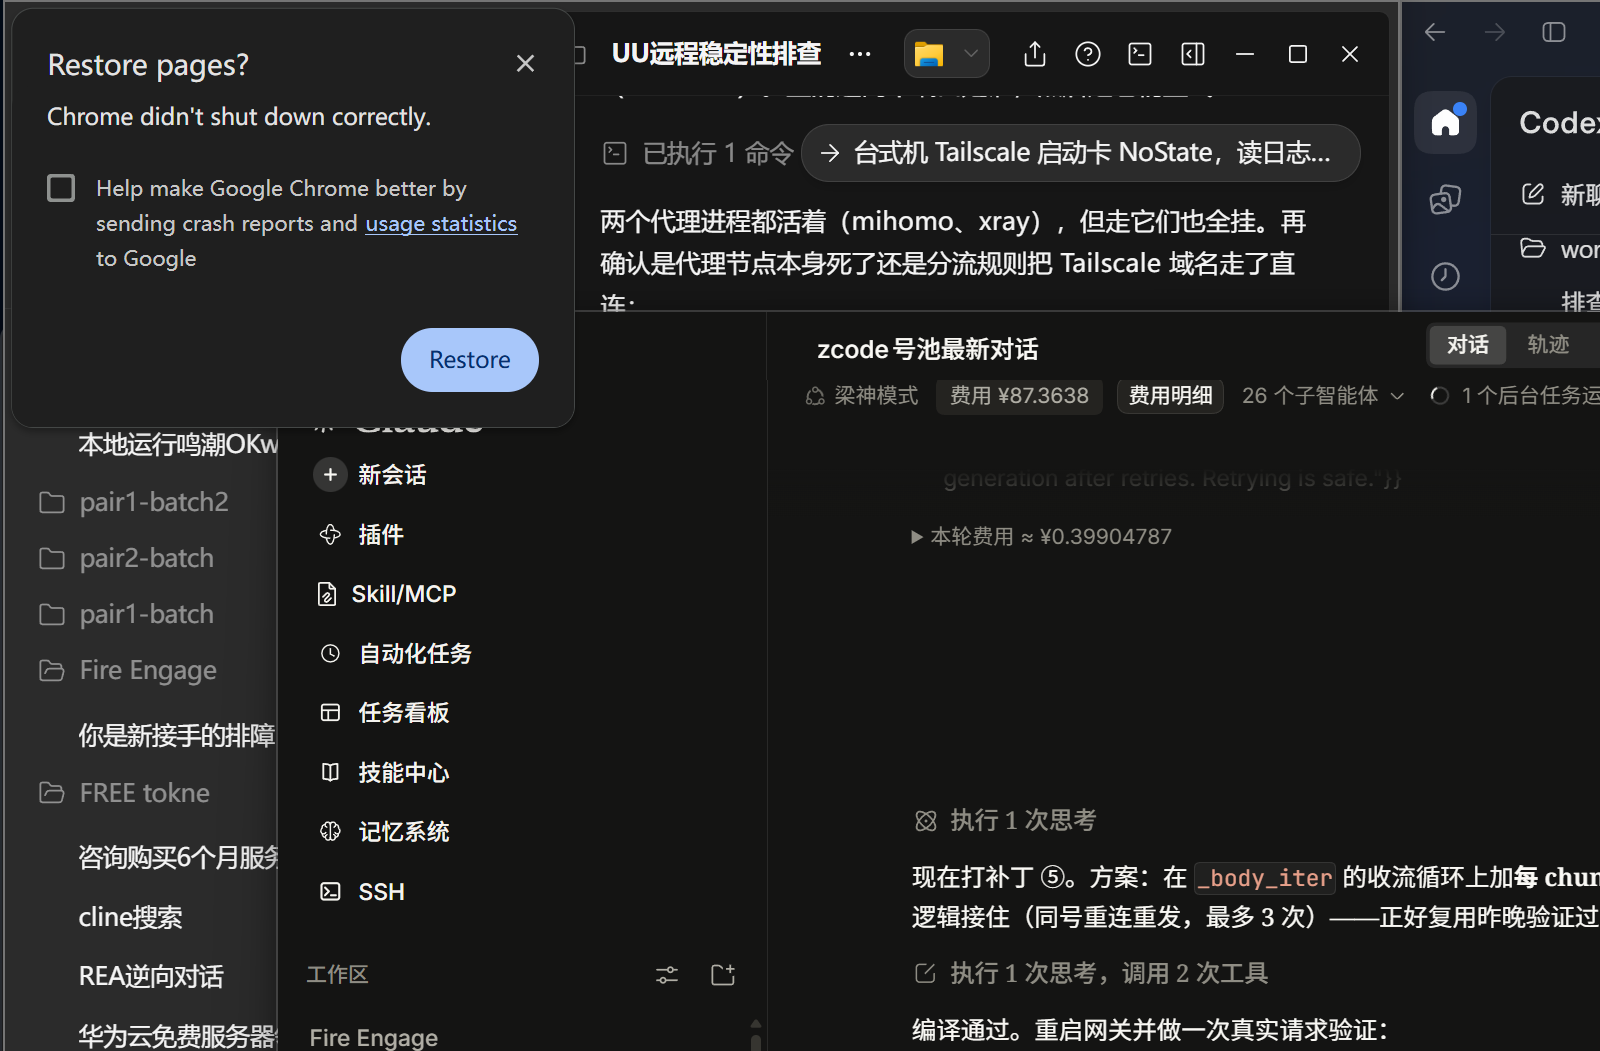 Restore pages?
Chrome didn't shut down correctly.
Help make Google Chrome better by
sending crash reports and usage statistics
to Google
Restore
UU远程稳定性排查
已执行 1 命令
台式机 Tailscale 启动卡 NoState，读日志...
两个代理进程都活着（mihomo、xray），但走它们也全挂。再
确认是代理节点本身死了还是分流规则把 Tailscale 域名走了直
连：
Codex
新聊
wor
排查
本地运行鸣潮OKw
pair1-batch2
pair2-batch
pair1-batch
Fire Engage
你是新接手的排障
FREE tokne
咨询购买6个月服务
cline搜索
REA逆向对话
华为云免费服务器
Claude
新会话
插件
Skill/MCP
自动化任务
任务看板
技能中心
记忆系统
SSH
工作区
Fire Engage
zcode号池最新对话
对话
轨迹
梁神模式
费用 ¥87.3638
费用明细
26 个子智能体
1 个后台任务运
generation after retries. Retrying is safe."}}
本轮费用 ≈ ¥0.39904787
执行 1 次思考
现在打补丁 ⑤。方案：在 _body_iter 的收流循环上加每 chun
逻辑接住（同号重连重发，最多 3 次）——正好复用昨晚验证过
执行 1 次思考，调用 2 次工具
编译通过。重启网关并做一次真实请求验证：